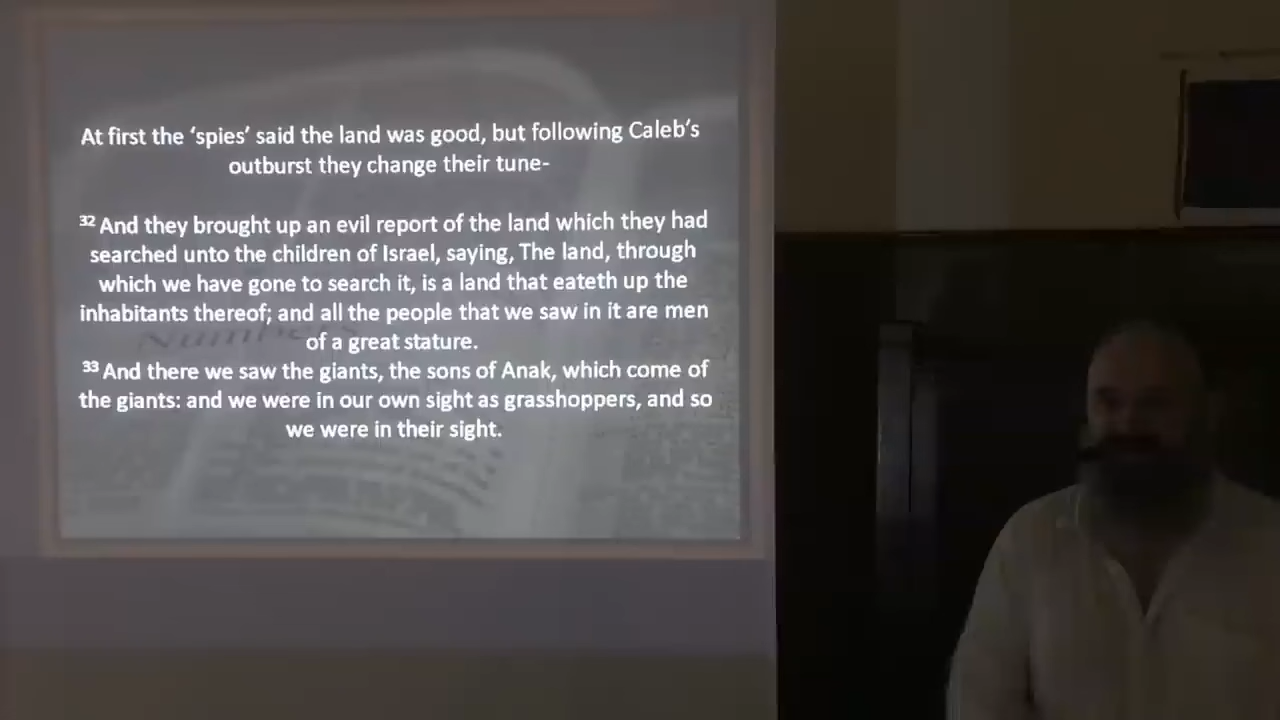 At first the ‘spies’ said the land was good, but following Caleb’s
outburst they change their tune-
32 And they brought up an evil report of the land which they had
searched unto the children of Israel, saying, The land, through
which we have gone to search it, is a land that eateth up the
inhabitants thereof; and all the people that we saw in it are men
of a great stature.
33 And there we saw the giants, the sons of Anak, which come of
the giants: and we were in our own sight as grasshoppers, and so
we were in their sight.
Numbers